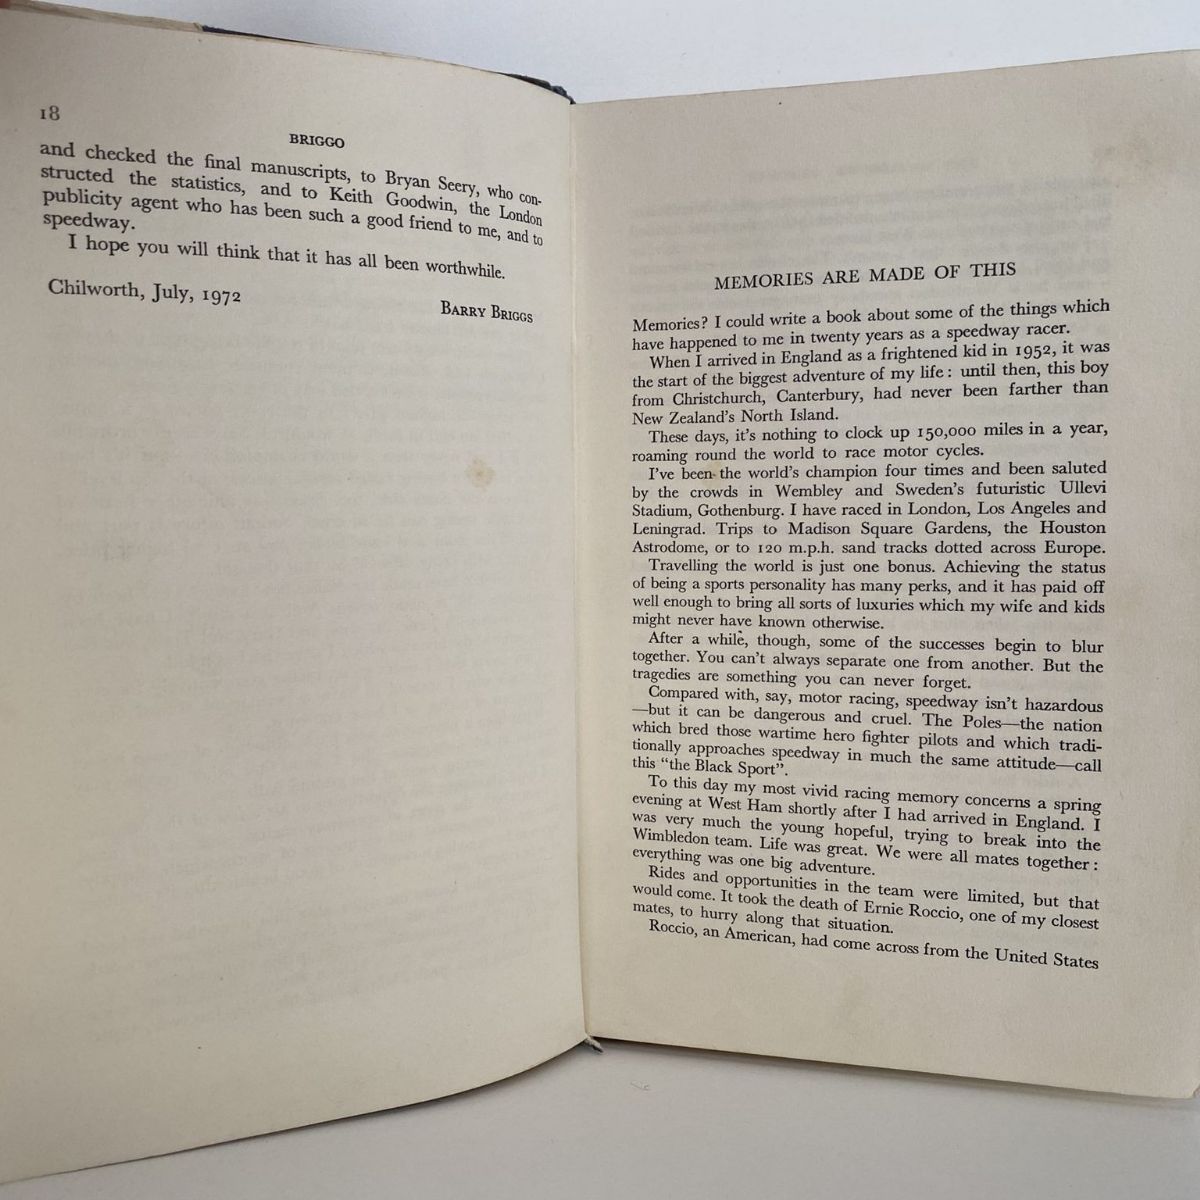 18
BRIGGO
and checked the final manuscripts, to Bryan Seery, who con-
structed the statistics, and to Keith Goodwin, the London
publicity agent who has been such a good friend to me, and to
speedway.
I hope you will think that it has all been worthwhile.
Chilworth, July, 1972
BARRY BRIGGS
MEMORIES ARE MADE OF THIS
Memories? I could write a book about some of the things which
have happened to me in twenty years as a speedway racer.
When I arrived in England as a frightened kid in 1952, it was
the start of the biggest adventure of my life: until then, this boy
from Christchurch, Canterbury, had never been farther than
New Zealand's North Island.
These days, it's nothing to clock up 150,000 miles in a year,
roaming round the world to race motor cycles.
I've been the world's champion four times and been saluted
by the crowds in Wembley and Sweden's futuristic Ullevi
Stadium, Gothenburg. I have raced in London, Los Angeles and
Leningrad. Trips to Madison Square Gardens, the Houston
Astrodome, or to 120 m.p.h. sand tracks dotted across Europe.
Travelling the world is just one bonus. Achieving the status
of being a sports personality has many perks, and it has paid off
well enough to bring all sorts of luxuries which my wife and kids
might never have known otherwise.
After a while, though, some of the successes begin to blur
together. You can't always separate one from another. But the
tragedies are something you can never forget.
Compared with, say, motor racing, speedway isn't hazardous
—but it can be dangerous and cruel. The Poles—the nation
which bred those wartime hero fighter pilots and which tradi-
tionally approaches speedway in much the same attitude—call
this "the Black Sport".
To this day my most vivid racing memory concerns a spring
evening at West Ham shortly after I had arrived in England. I
was very much the young hopeful, trying to break into the
Wimbledon team. Life was great. We were all mates together:
everything was one big adventure.
Rides and opportunities in the team were limited, but that
would come. It took the death of Ernie Roccio, one of my closest
mates, to hurry along that situation.
Roccio, an American, had come across from the United States